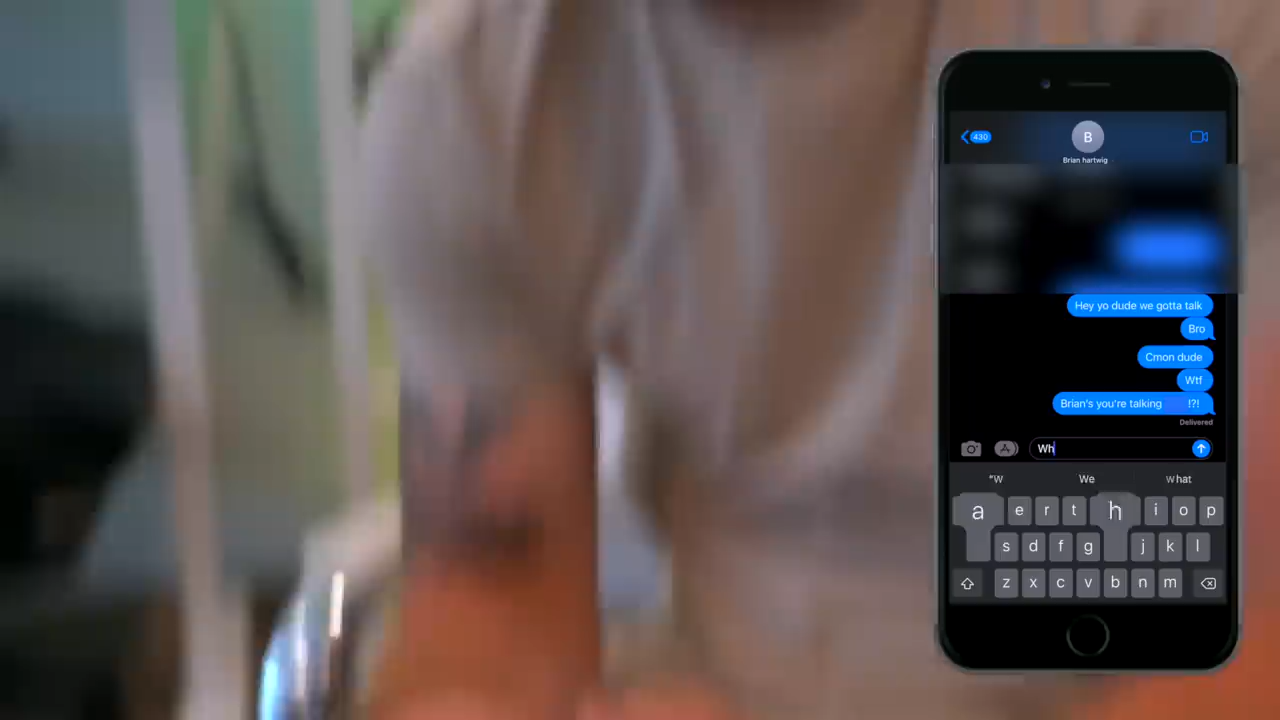 430
B
Brian hartwig
Hey yo dude we gotta talk
Bro
Cmon dude
Wtf
Brian's you're talking !?!
Delivered
Wh
"W We what
a e r t h i o p
s d f g j k l
z x c v b n m